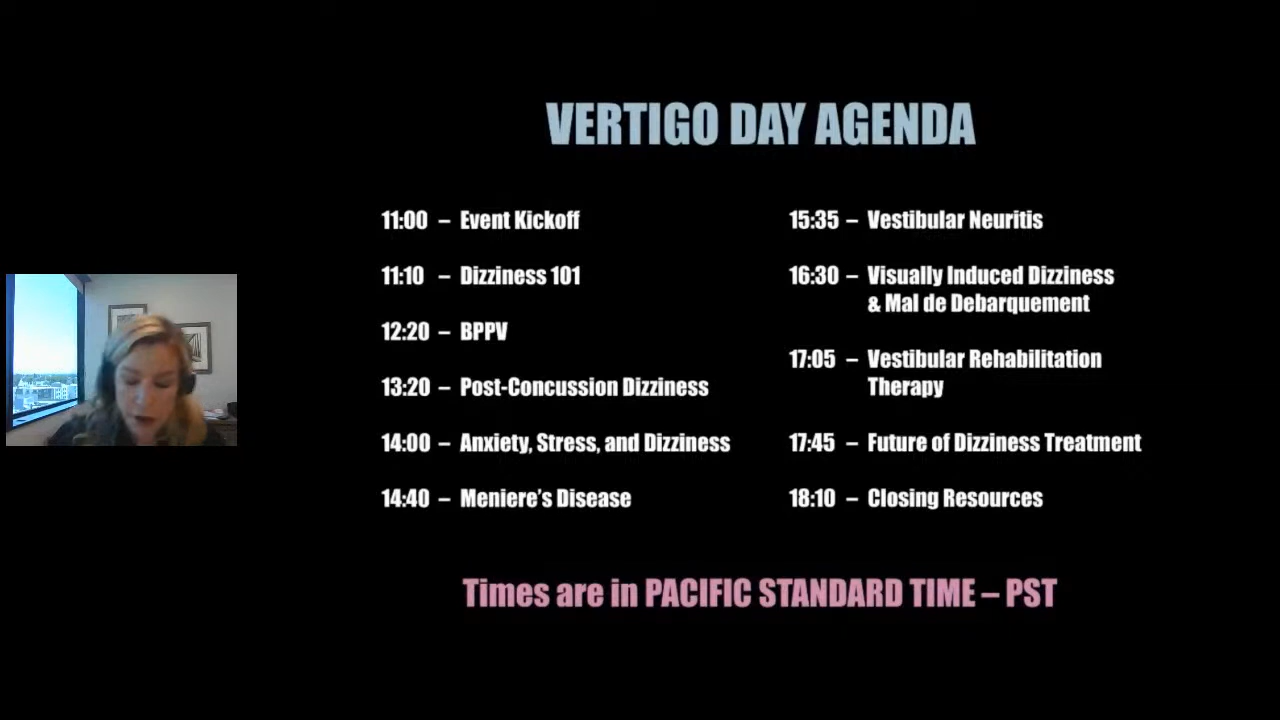 VERTIGO DAY AGENDA
11:00 – Event Kickoff
11:10 – Dizziness 101
12:20 – BPPV
13:20 – Post-Concussion Dizziness
14:00 – Anxiety, Stress, and Dizziness
14:40 – Meniere's Disease
15:35 – Vestibular Neuritis
16:30 – Visually Induced Dizziness
& Mal de Debarquement
17:05 – Vestibular Rehabilitation
Therapy
17:45 – Future of Dizziness Treatment
18:10 – Closing Resources
Times are in PACIFIC STANDARD TIME – PST